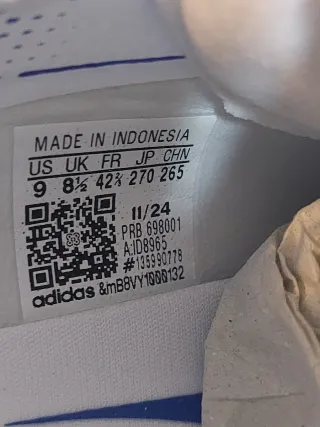 MADE IN INDONESIA
US UK FR JP CHN
9 8½ 42⅔ 270 265
11/24
PRB 698001
A:ID8965
#135990778
adidas &mB8VY1000132